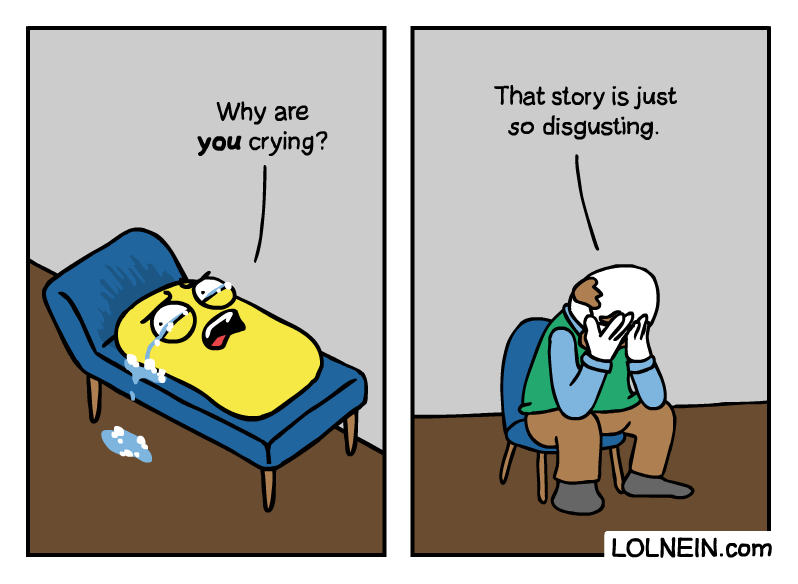 Why are
you crying?
That story is just
so disgusting.
LOLNEIN.com